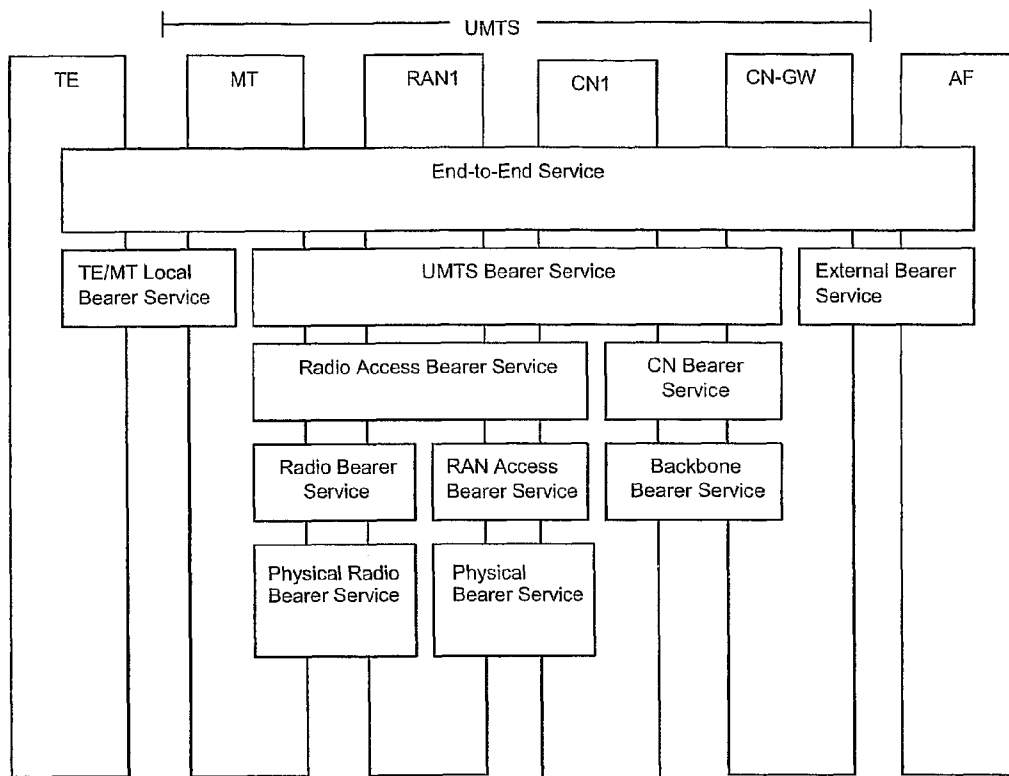 UMTS
TE
MT
RAN1
CN1
CN-GW
AF
End-to-End Service
TE/MT Local
Bearer Service
UMTS Bearer Service
External Bearer
Service
Radio Access Bearer Service
CN Bearer
Service
Radio Bearer
Service
RAN Access
Bearer Service
Backbone
Bearer Service
Physical Radio
Bearer Service
Physical
Bearer Service